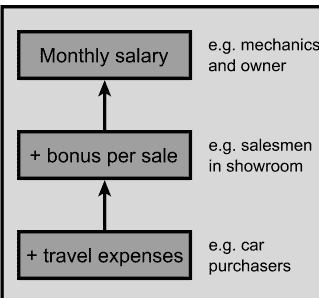 Monthly salary
e.g. mechanics
and owner
+ bonus per sale
e.g. salesmen
in showroom
+ travel expenses
e.g. car
purchasers